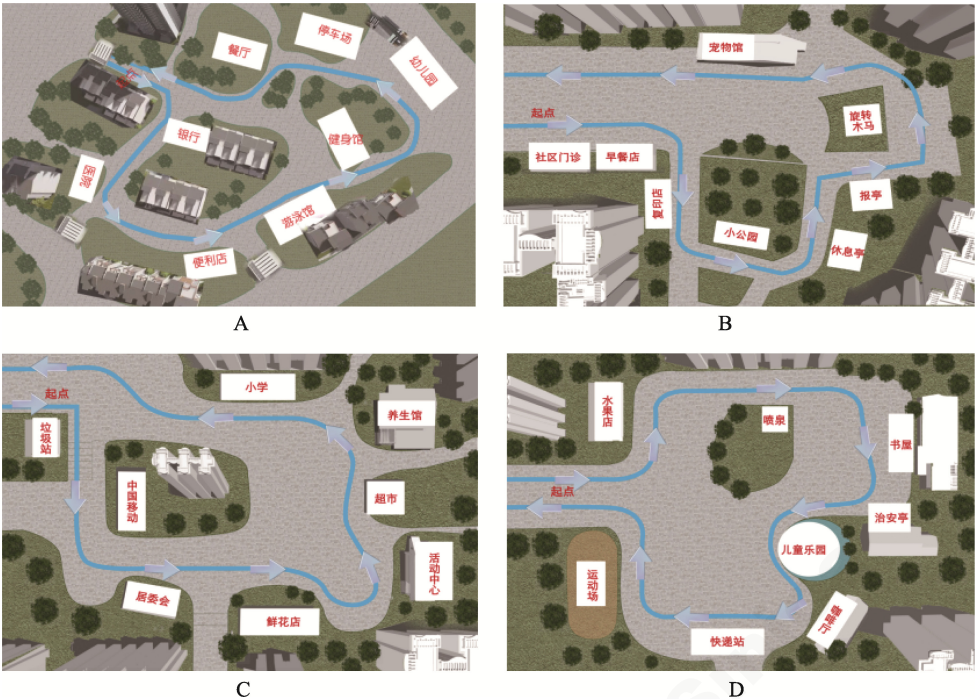 停车场
餐厅
幼儿园
银行
健身馆
医院
游泳馆
便利店
A
宠物馆
起点
旋转
木马
社区门诊
早餐店
复印店
报亭
小公园
休息亭
B
小学
起点
养生馆
垃圾站
中国移动
超市
活动中心
居委会
鲜花店
C
水果店
喷泉
书屋
起点
治安亭
儿童乐园
运动场
咖啡厅
快递站
D